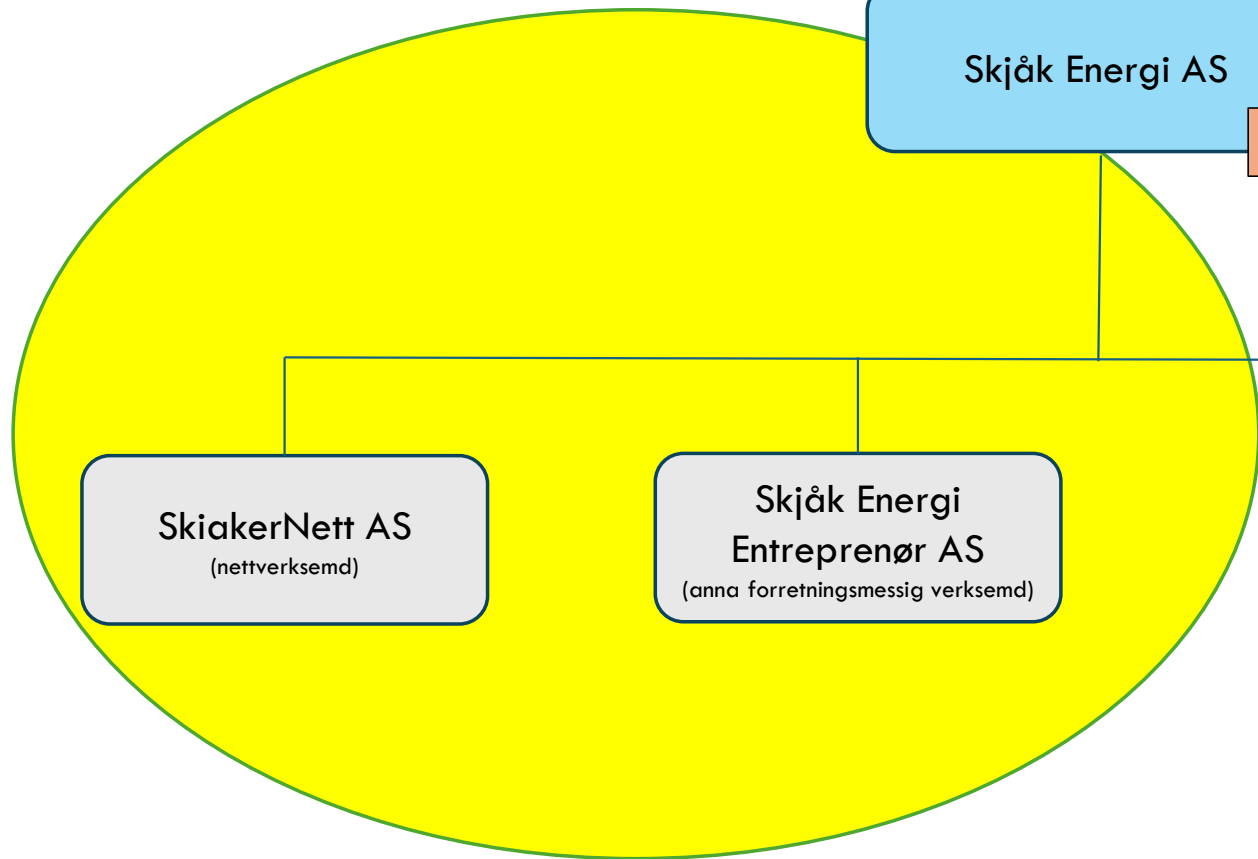 Skjåk Energi AS
SkiakerNett AS
(nettverksemd)
Skjåk Energi
Entreprenør AS
(anna forretningsmessig verksemd)